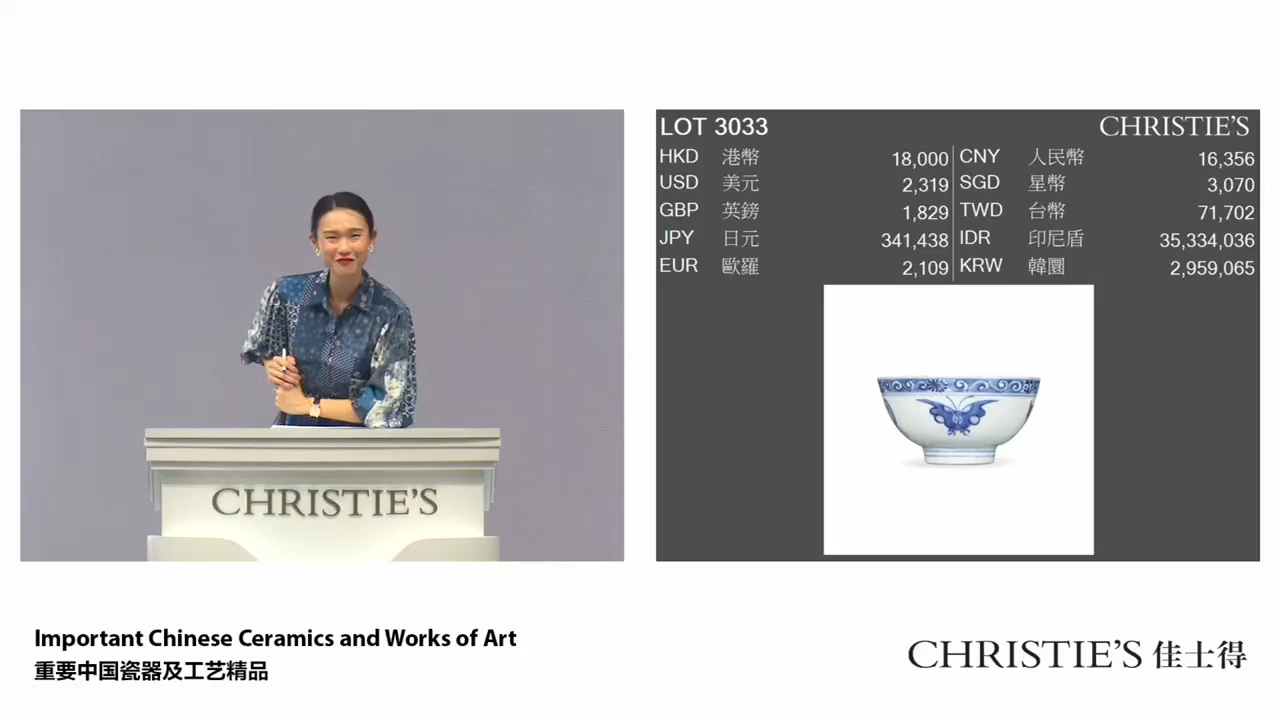 CHRISTIE'S
LOT 3033
CHRISTIE'S
HKD 港幣 18,000 CNY 人民幣 16,356
USD 美元 2,319 SGD 星幣 3,070
GBP 英鎊 1,829 TWD 台幣 71,702
JPY 日元 341,438 IDR 印尼盾 35,334,036
EUR 歐羅 2,109 KRW 韓圜 2,959,065
Important Chinese Ceramics and Works of Art
重要中国瓷器及工艺精品
CHRISTIE'S 佳士得